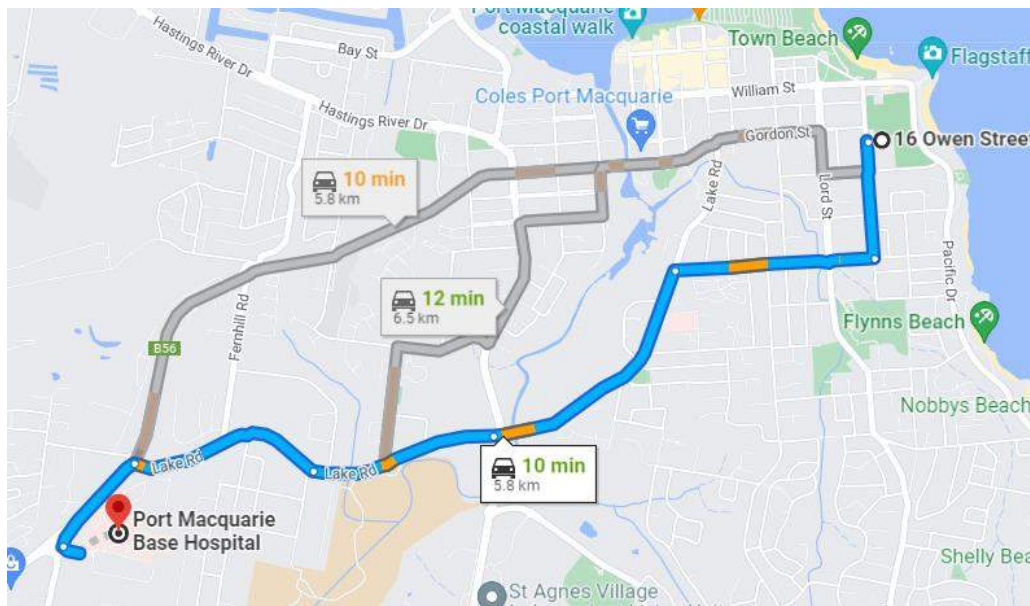 Port Macquarie
coastal walk
Hastings River Dr
Bay St
Town Beach
Flagstaff
William St
Coles Port Macquarie
Hastings River Dr
Gordon St
16 Owen Street
10 min
5.8 km
Lake Rd
Lord St
12 min
6.5 km
Pacific Dr
Fernhill Rd
Flynns Beach
B56
Nobbys Beach
Lake Rd
Lake Rd
10 min
5.8 km
Port Macquarie
Base Hospital
Shelly Bea
St Agnes Village